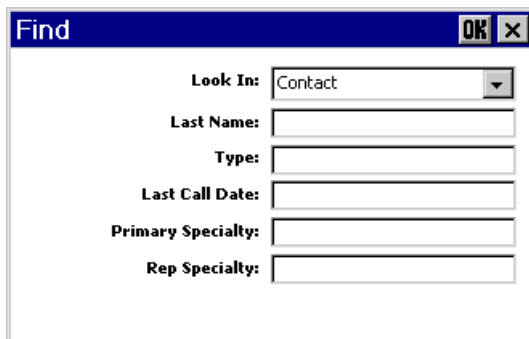 Find OK
Look In: Contact
Last Name:
Type:
Last Call Date:
Primary Specialty:
Rep Specialty: